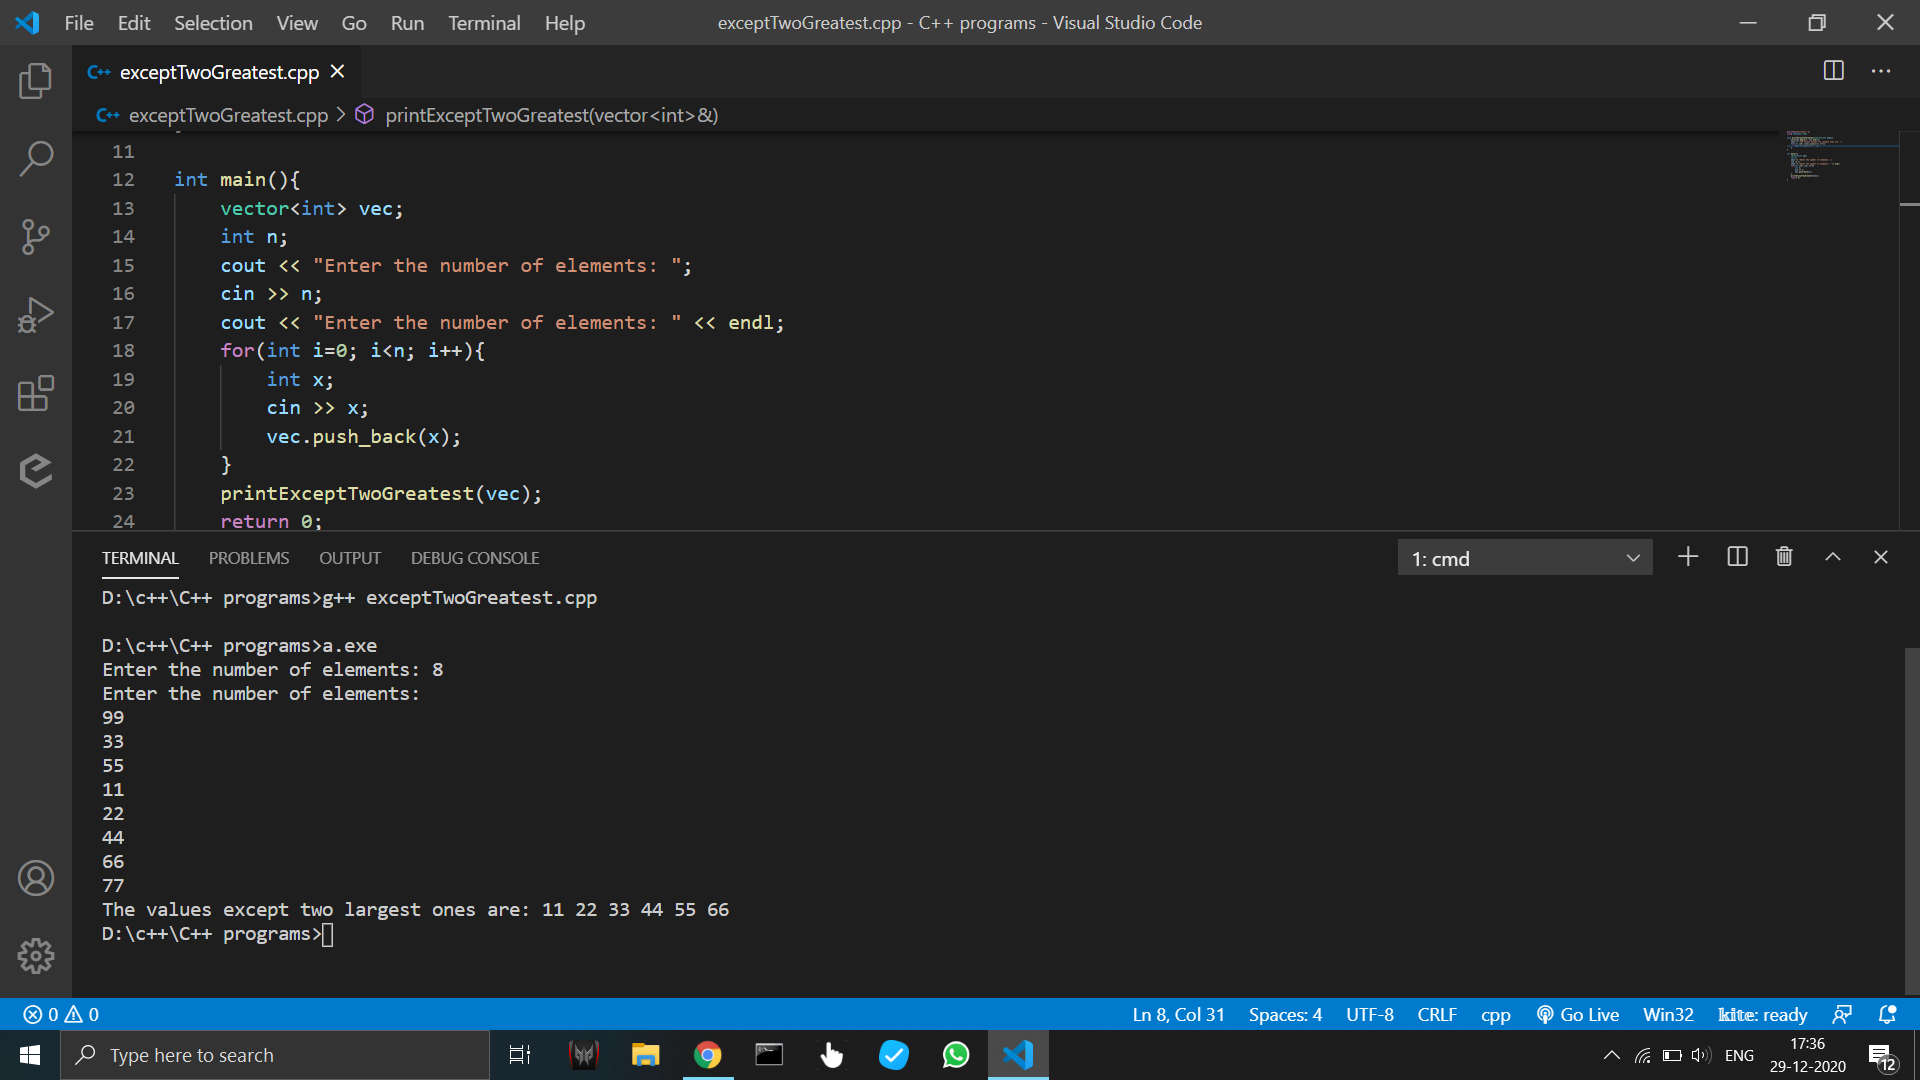 File Edit Selection View Go Run Terminal Help exceptTwoGreatest.cpp - C++ programs - Visual Studio Code
C++ exceptTwoGreatest.cpp
C++ exceptTwoGreatest.cpp > printExceptTwoGreatest(vector<int>&)
11
12 int main(){
13 vector<int> vec;
14 int n;
15 cout << "Enter the number of elements: ";
16 cin >> n;
17 cout << "Enter the number of elements: " << endl;
18 for(int i=0; i<n; i++){
19 int x;
20 cin >> x;
21 vec.push_back(x);
22 }
23 printExceptTwoGreatest(vec);
24 return 0;
TERMINAL PROBLEMS OUTPUT DEBUG CONSOLE 1: cmd
D:\c++\C++ programs>g++ exceptTwoGreatest.cpp
D:\c++\C++ programs>a.exe
Enter the number of elements: 8
Enter the number of elements:
99
33
55
11
22
44
66
77
The values except two largest ones are: 11 22 33 44 55 66
D:\c++\C++ programs>
0 0 Ln 8, Col 31 Spaces: 4 UTF-8 CRLF cpp Go Live Win32 kite: ready
Type here to search ENG 17:36
29-12-2020 12